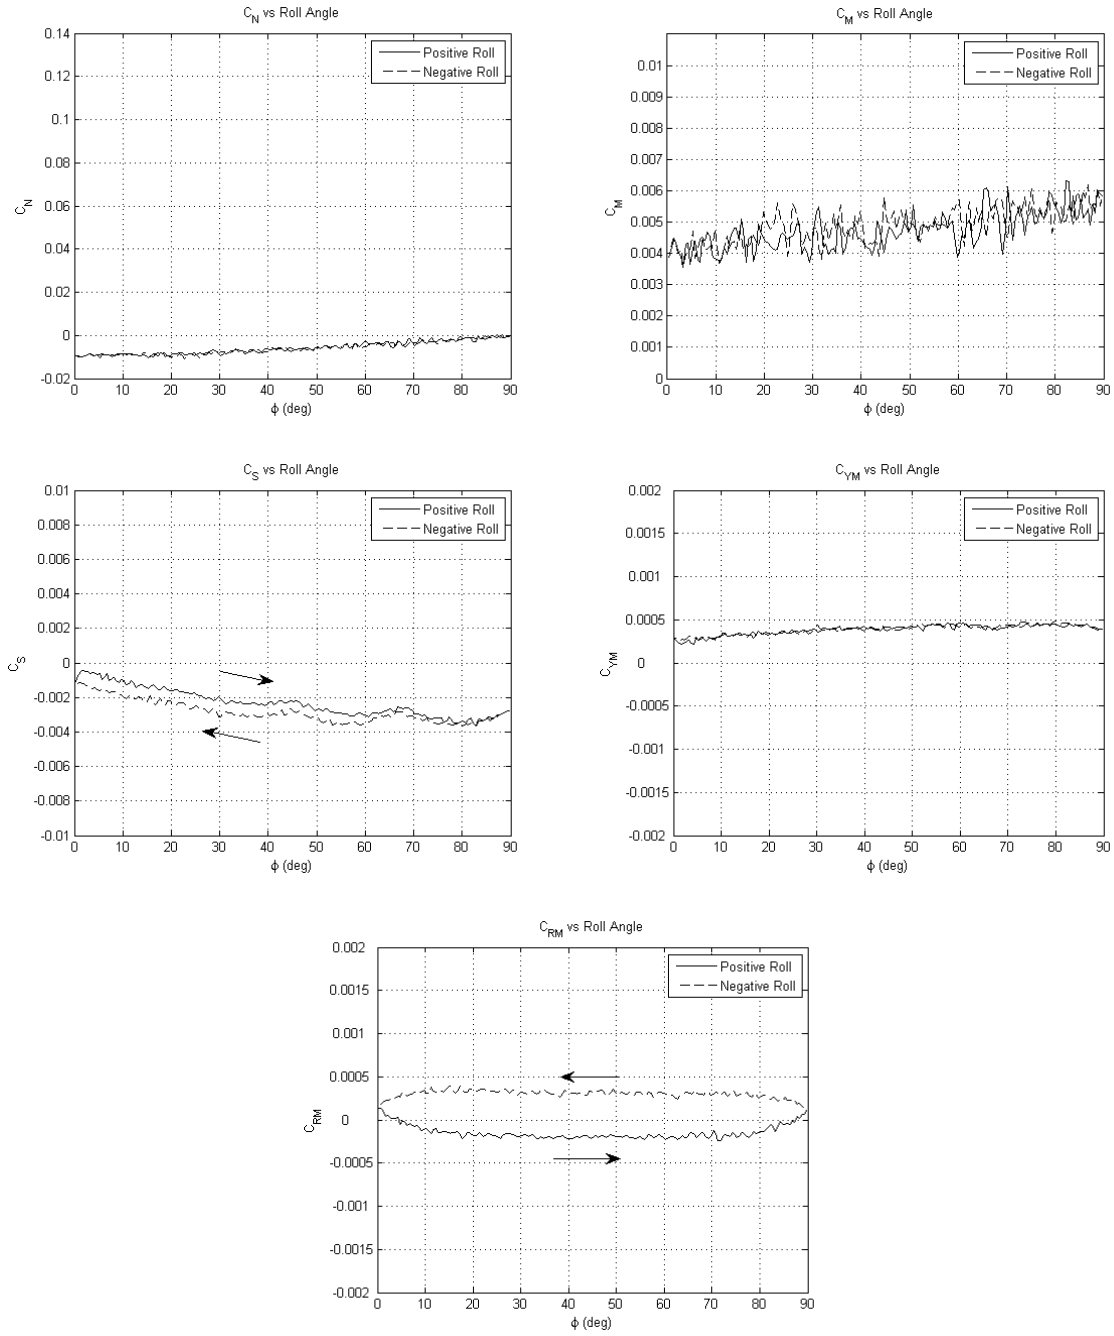 C_N vs Roll Angle
0.14
0.12
0.1
0.08
0.06
0.04
0.02
0
-0.02
C_N
Positive Roll
Negative Roll
0 10 20 30 40 50 60 70 80 90
ϕ (deg)
C_M vs Roll Angle
0.01
0.009
0.008
0.007
0.006
0.005
0.004
0.003
0.002
0.001
0
C_M
Positive Roll
Negative Roll
0 10 20 30 40 50 60 70 80 90
ϕ (deg)
C_S vs Roll Angle
0.01
0.008
0.006
0.004
0.002
0
-0.002
-0.004
-0.006
-0.008
-0.01
C_S
Positive Roll
Negative Roll
0 10 20 30 40 50 60 70 80 90
ϕ (deg)
C_YM vs Roll Angle
0.002
0.0015
0.001
0.0005
0
-0.0005
-0.001
-0.0015
-0.002
C_YM
Positive Roll
Negative Roll
0 10 20 30 40 50 60 70 80 90
ϕ (deg)
C_RM vs Roll Angle
0.002
0.0015
0.001
0.0005
0
-0.0005
-0.001
-0.0015
-0.002
C_RM
Positive Roll
Negative Roll
0 10 20 30 40 50 60 70 80 90
ϕ (deg)